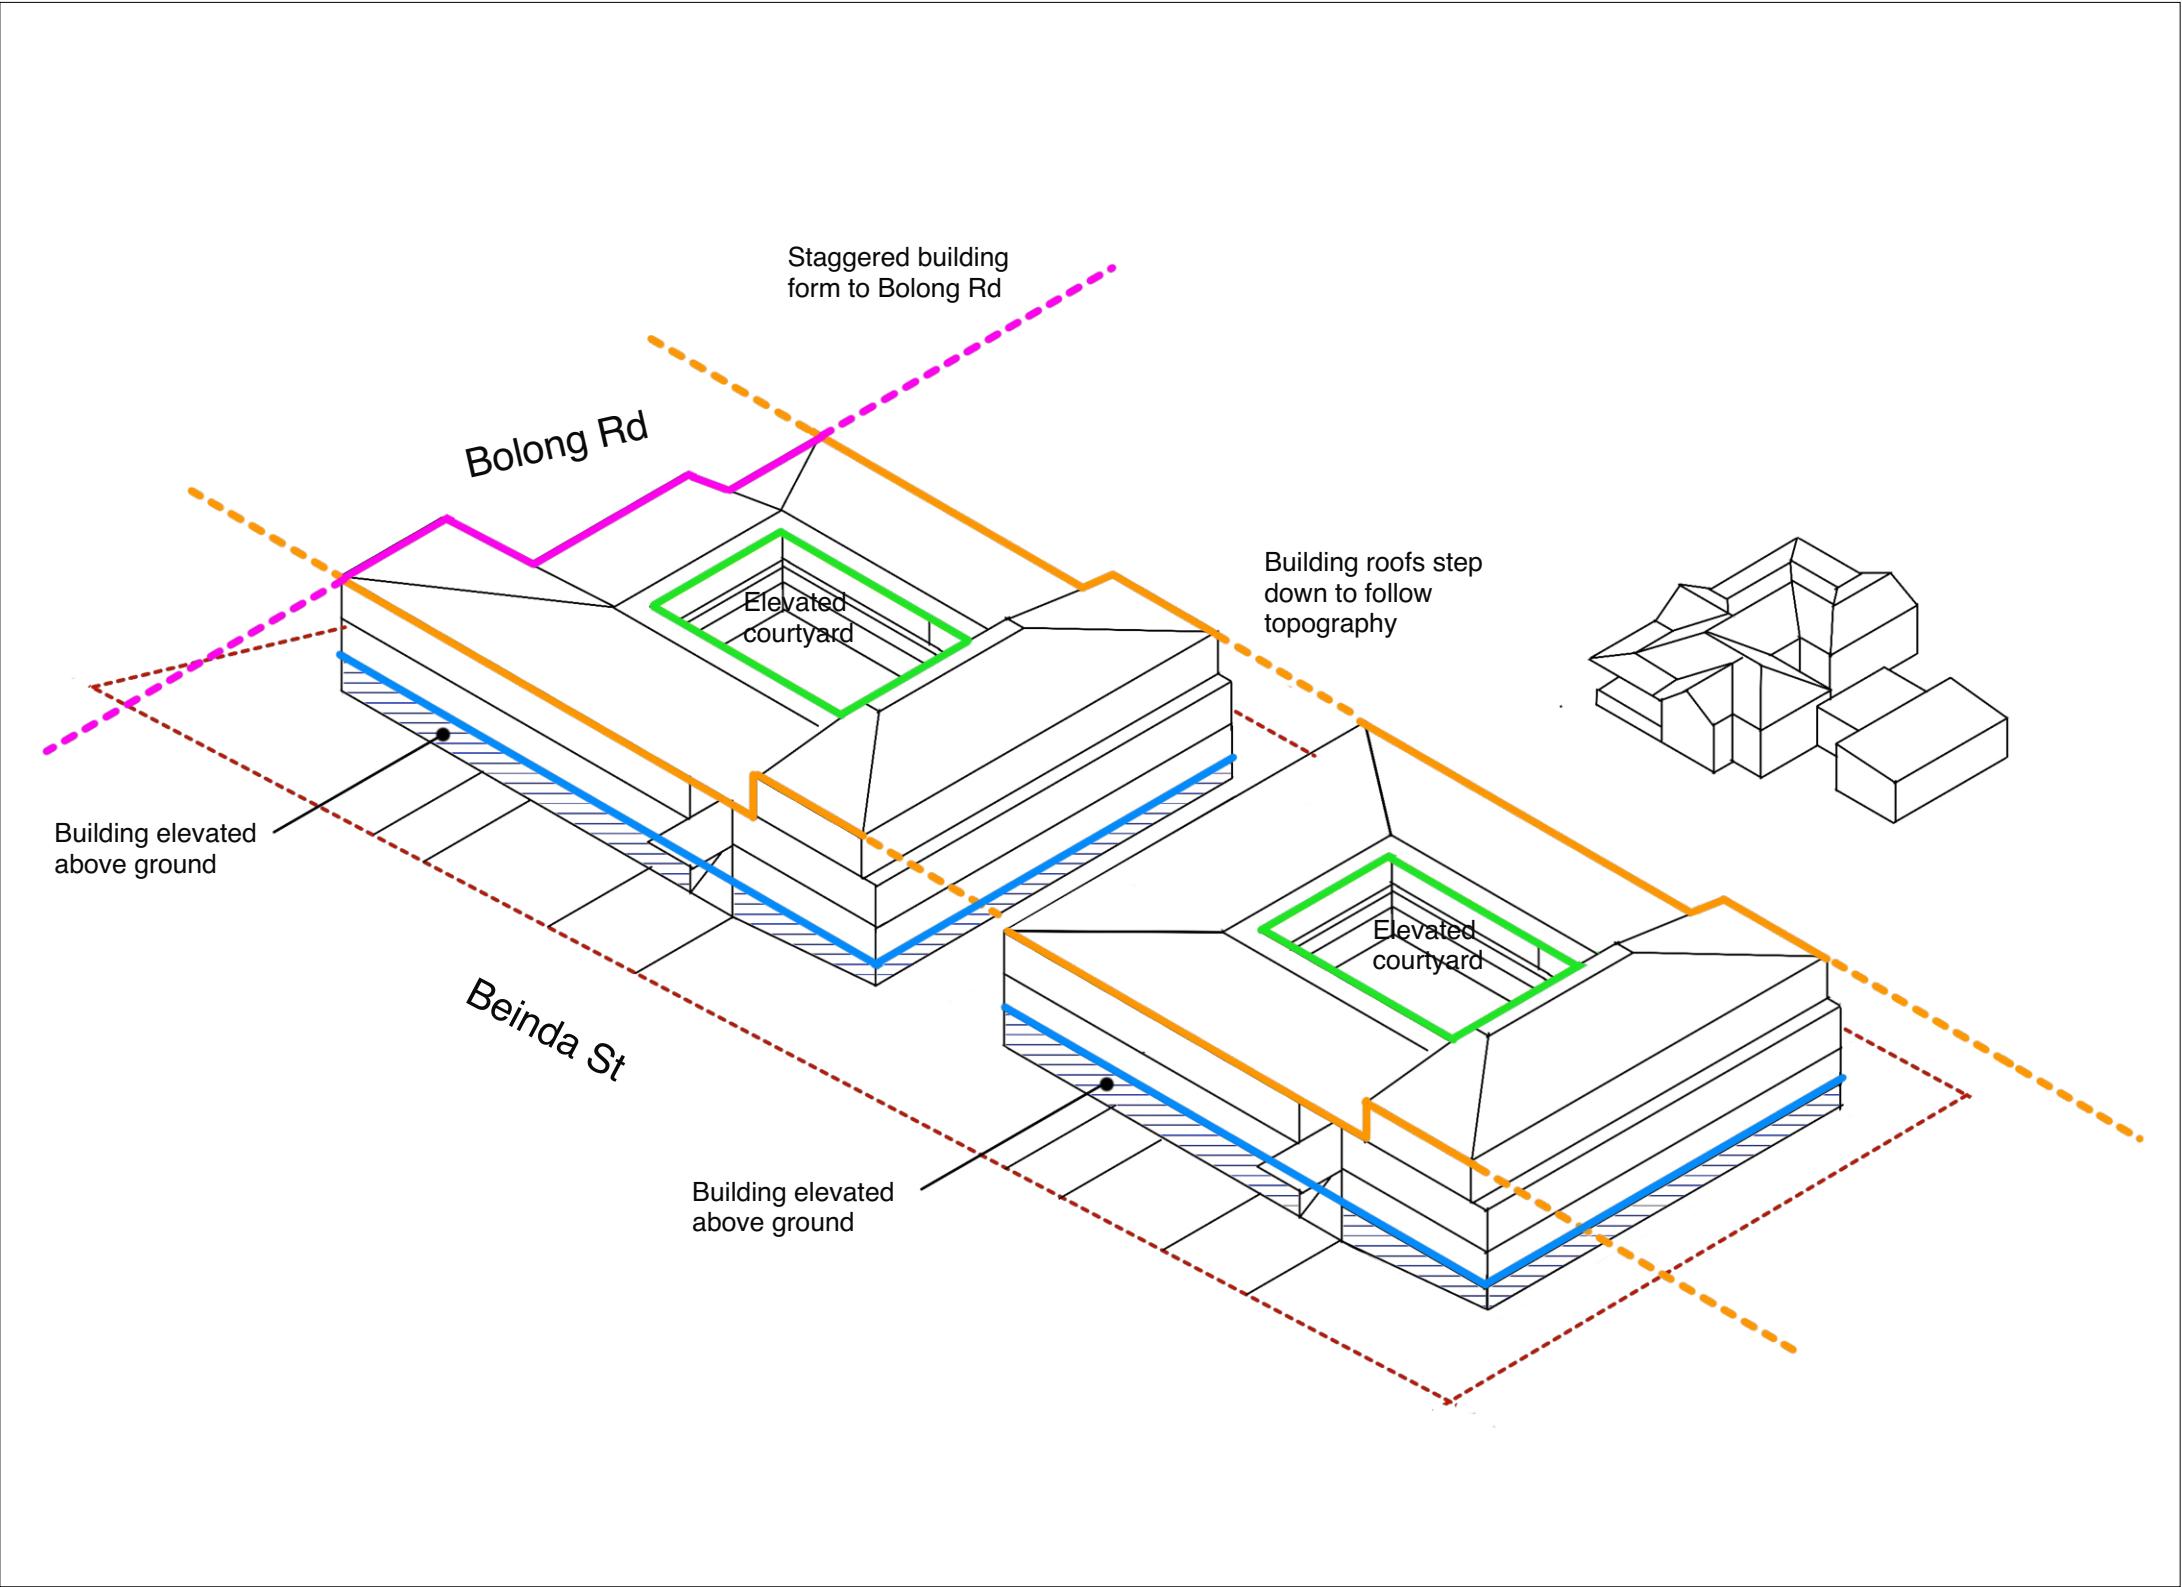 Staggered building
form to Bolong Rd
Bolong Rd
Building roofs step
down to follow
topography
Elevated
courtyard
Building elevated
above ground
Elevated
courtyard
Beinda St
Building elevated
above ground